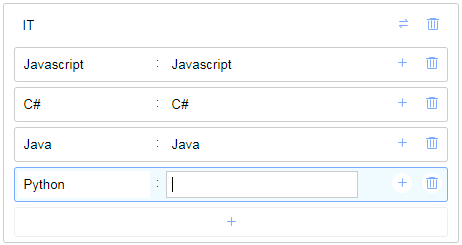 IT
Javascript : Javascript
C# : C#
Java : Java
Python :